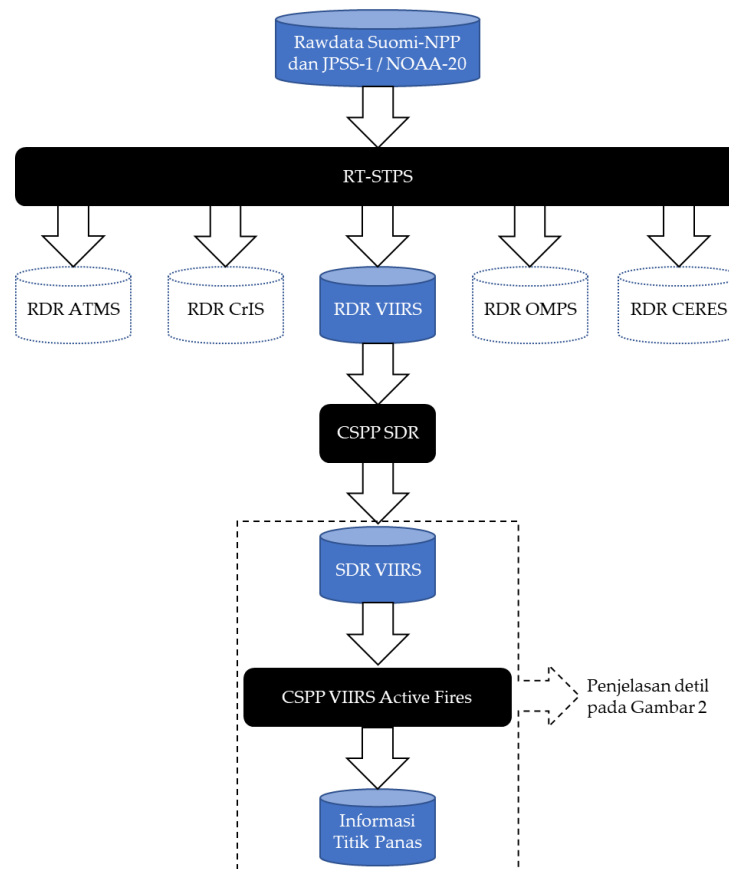 Rawdata Suomi-NPP
dan JPSS-1/NOAA-20
RT-STPS
RDR ATMS
RDR CrIS
RDR VIIRS
RDR OMPS
RDR CERES
CSPP SDR
SDR VIIRS
CSPP VIIRS Active Fires
Penjelasan detil
pada Gambar 2
Informasi
Titik Panas